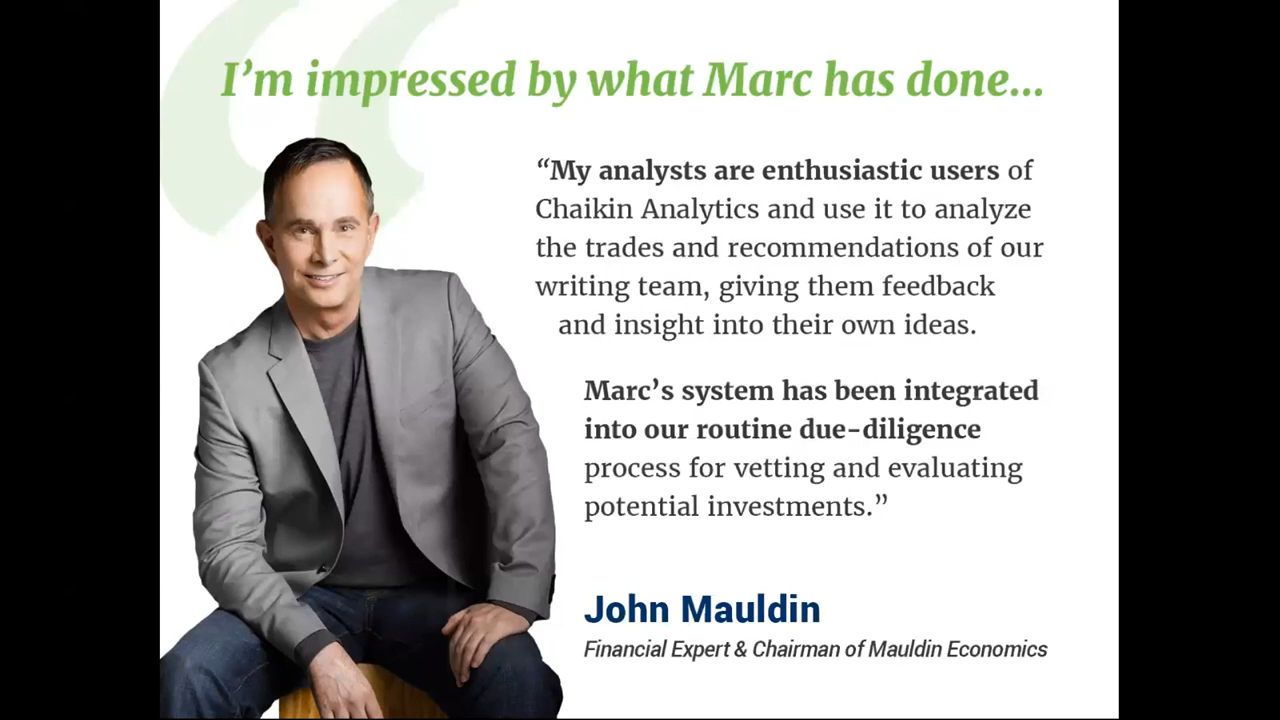 I’m impressed by what Marc has done...
“My analysts are enthusiastic users of
Chaikin Analytics and use it to analyze
the trades and recommendations of our
writing team, giving them feedback
and insight into their own ideas.
Marc’s system has been integrated
into our routine due-diligence
process for vetting and evaluating
potential investments.”
John Mauldin
Financial Expert & Chairman of Mauldin Economics